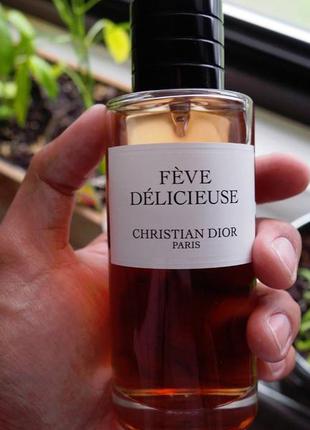 FÈVE
DÉLICIEUSE
CHRISTIAN DIOR
PARIS